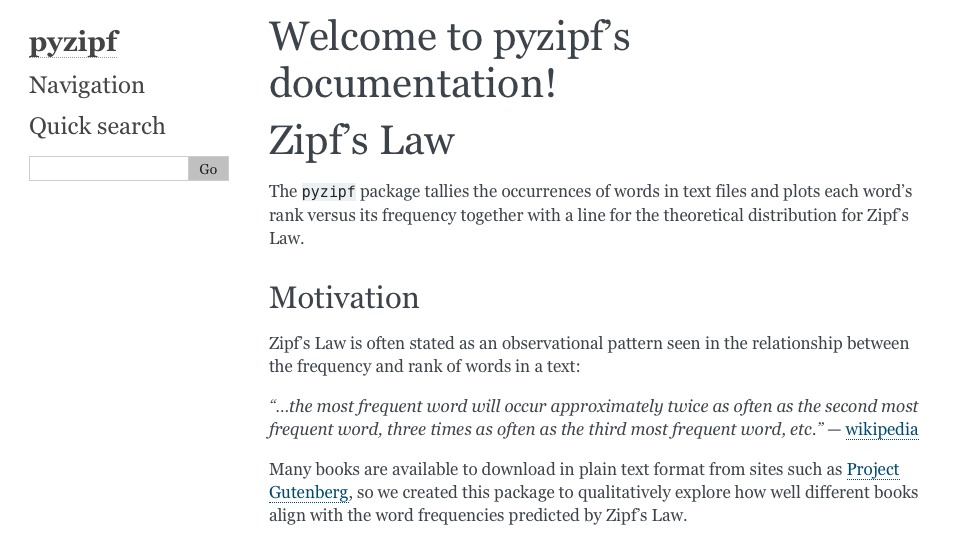 pyzipf
Navigation
Quick search
Go
Welcome to pyzipf’s
documentation!
Zipf’s Law
The pyzipf package tallies the occurrences of words in text files and plots each word’s
rank versus its frequency together with a line for the theoretical distribution for Zipf’s
Law.
Motivation
Zipf’s Law is often stated as an observational pattern seen in the relationship between
the frequency and rank of words in a text:
“…the most frequent word will occur approximately twice as often as the second most
frequent word, three times as often as the third most frequent word, etc.” — wikipedia
Many books are available to download in plain text format from sites such as Project
Gutenberg, so we created this package to qualitatively explore how well different books
align with the word frequencies predicted by Zipf’s Law.